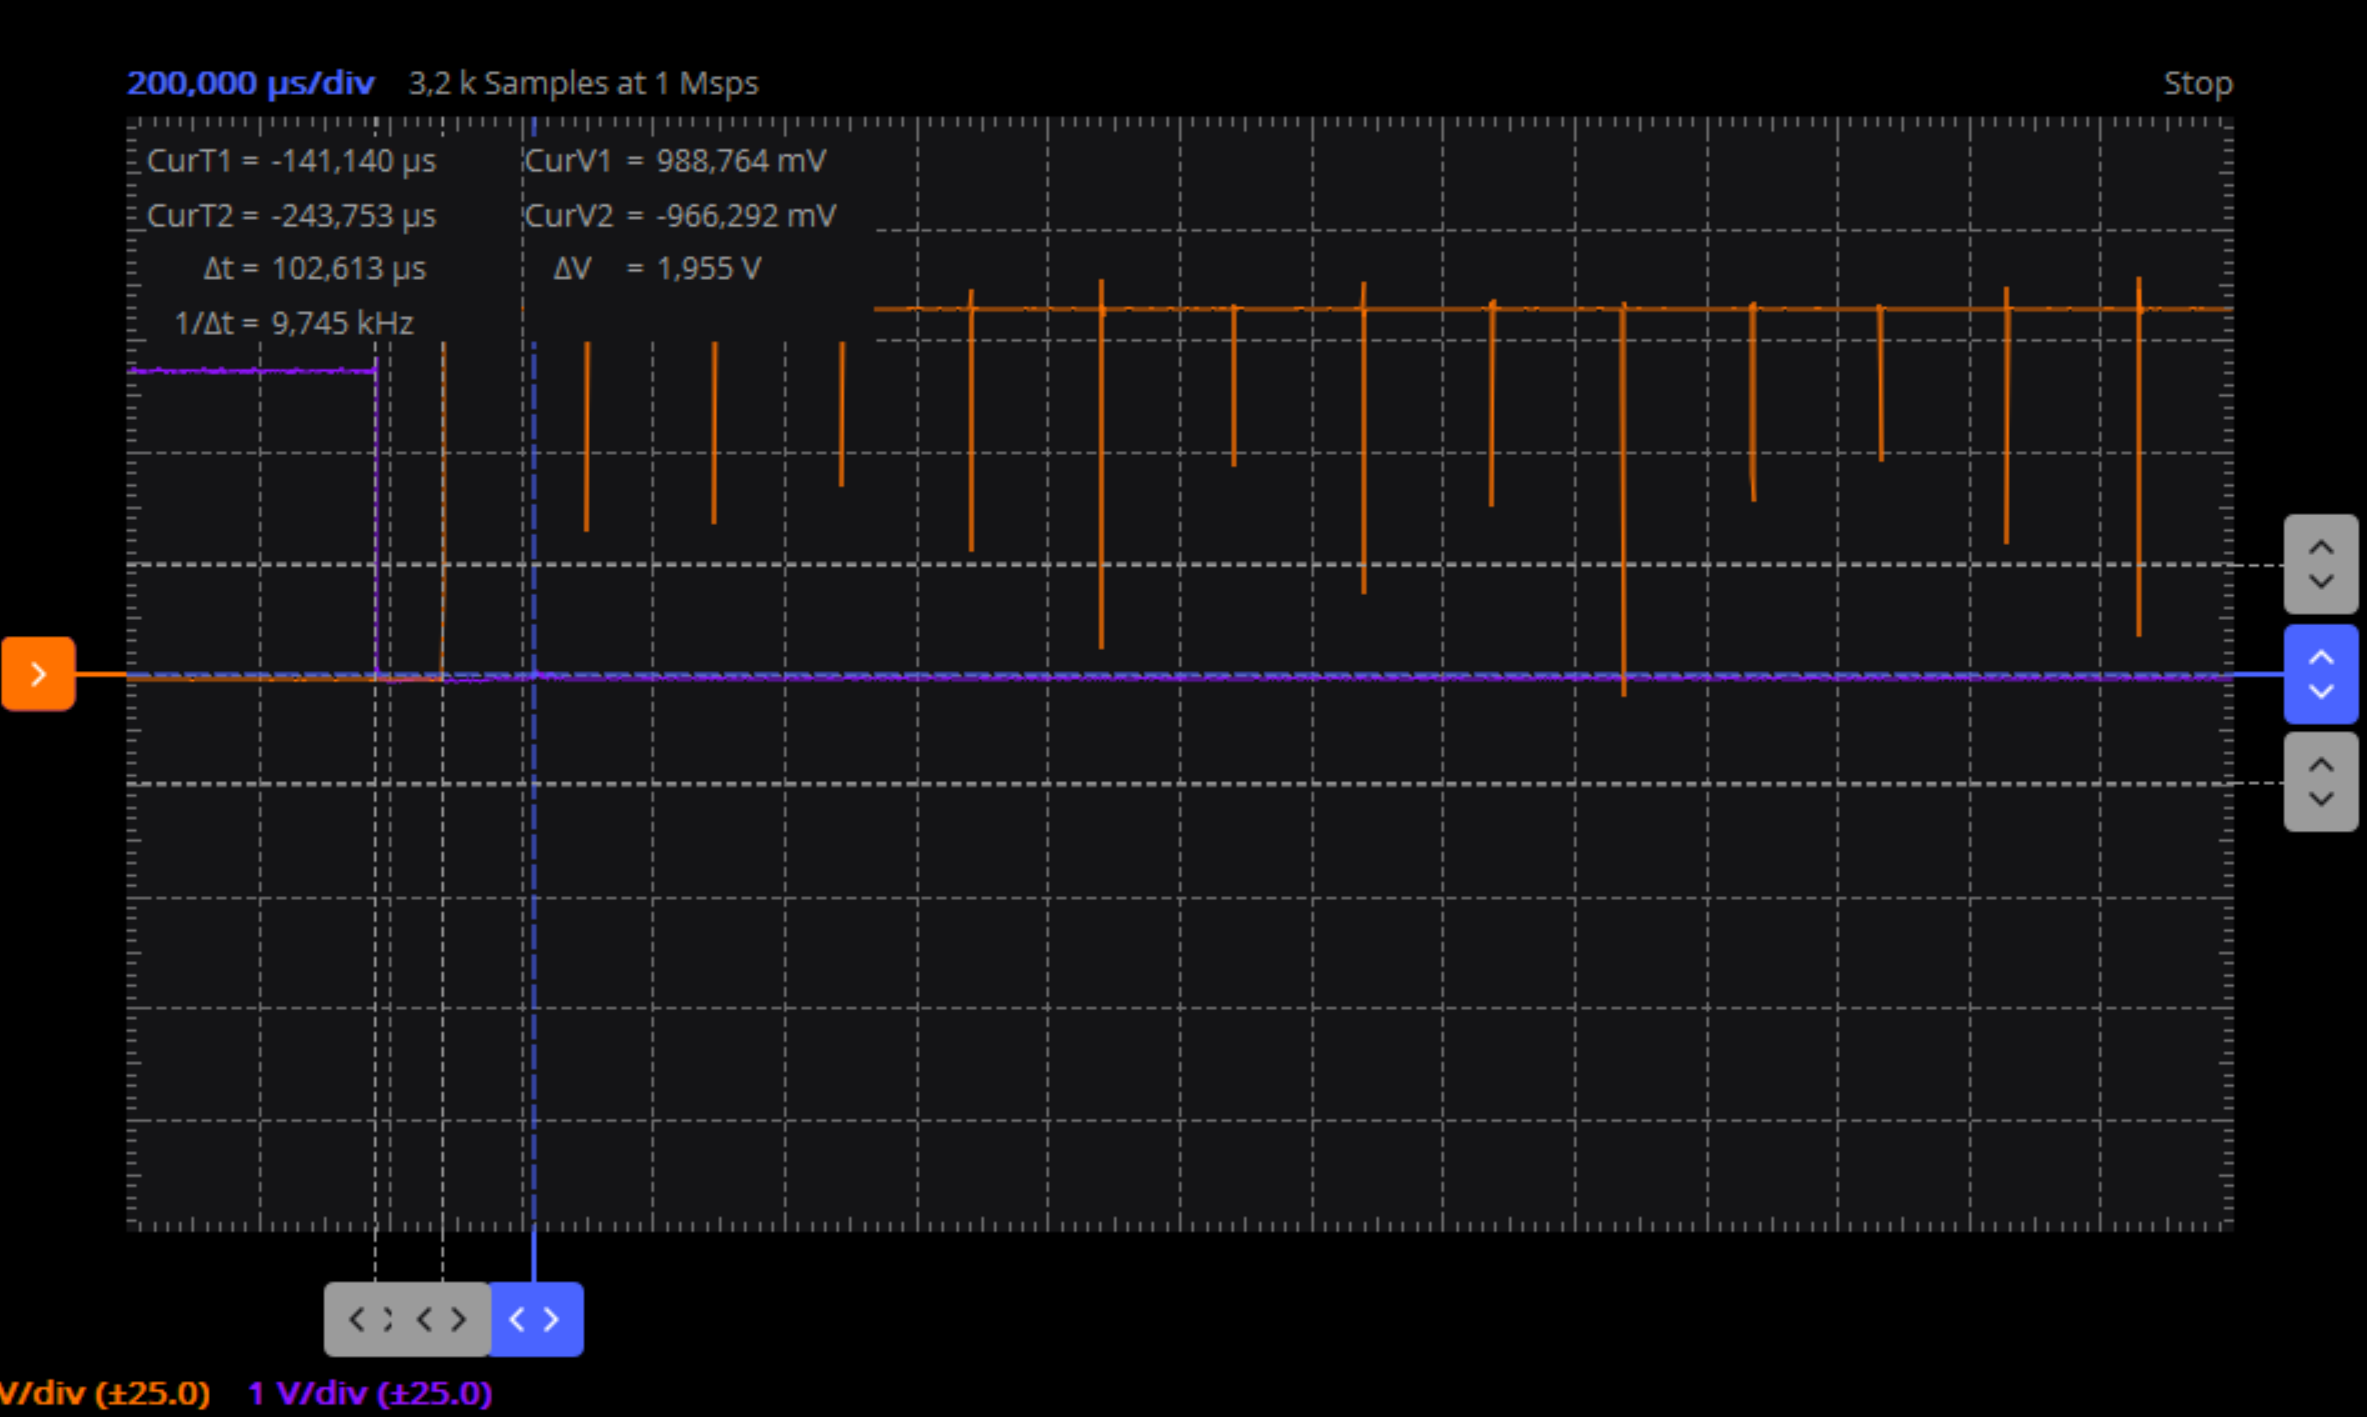 200,000 µs/div 3,2 k Samples at 1 Msps Stop
CurT1 = -141,140 µs CurV1 = 988,764 mV
CurT2 = -243,753 µs CurV2 = -966,292 mV
Δt = 102,613 µs ΔV = 1,955 V
1/Δt = 9,745 kHz
V/div (±25.0) 1 V/div (±25.0)